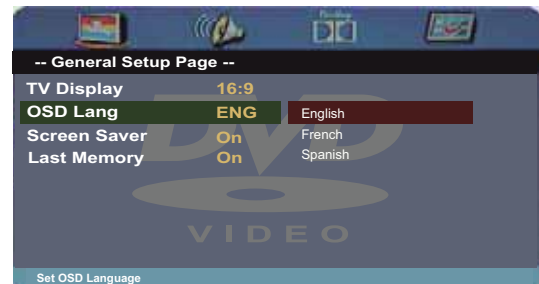 -- General Setup Page --
TV Display 16:9
OSD Lang ENG English
Screen Saver On French
Last Memory On Spanish
DVD
VIDEO
Set OSD Language